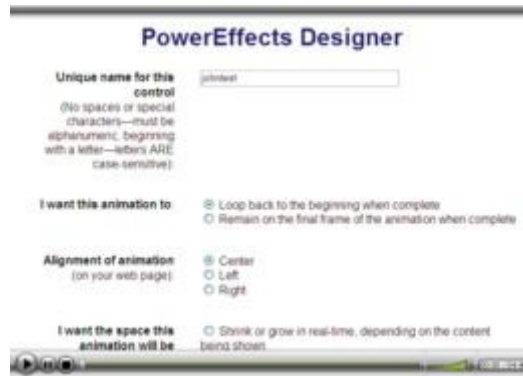 PowerEffects Designer
Unique name for this
control
(No spaces or special
characters—must be
alphanumeric, beginning
with a letter—letters ARE
case-sensitive):
I want this animation to
Loop back to the beginning when complete
Remain on the final frame of the animation when complete
Alignment of animation
(on your web page):
Center
Left
Right
I want the space this
animation will be
Shrink or grow in real-time, depending on the content
being shown